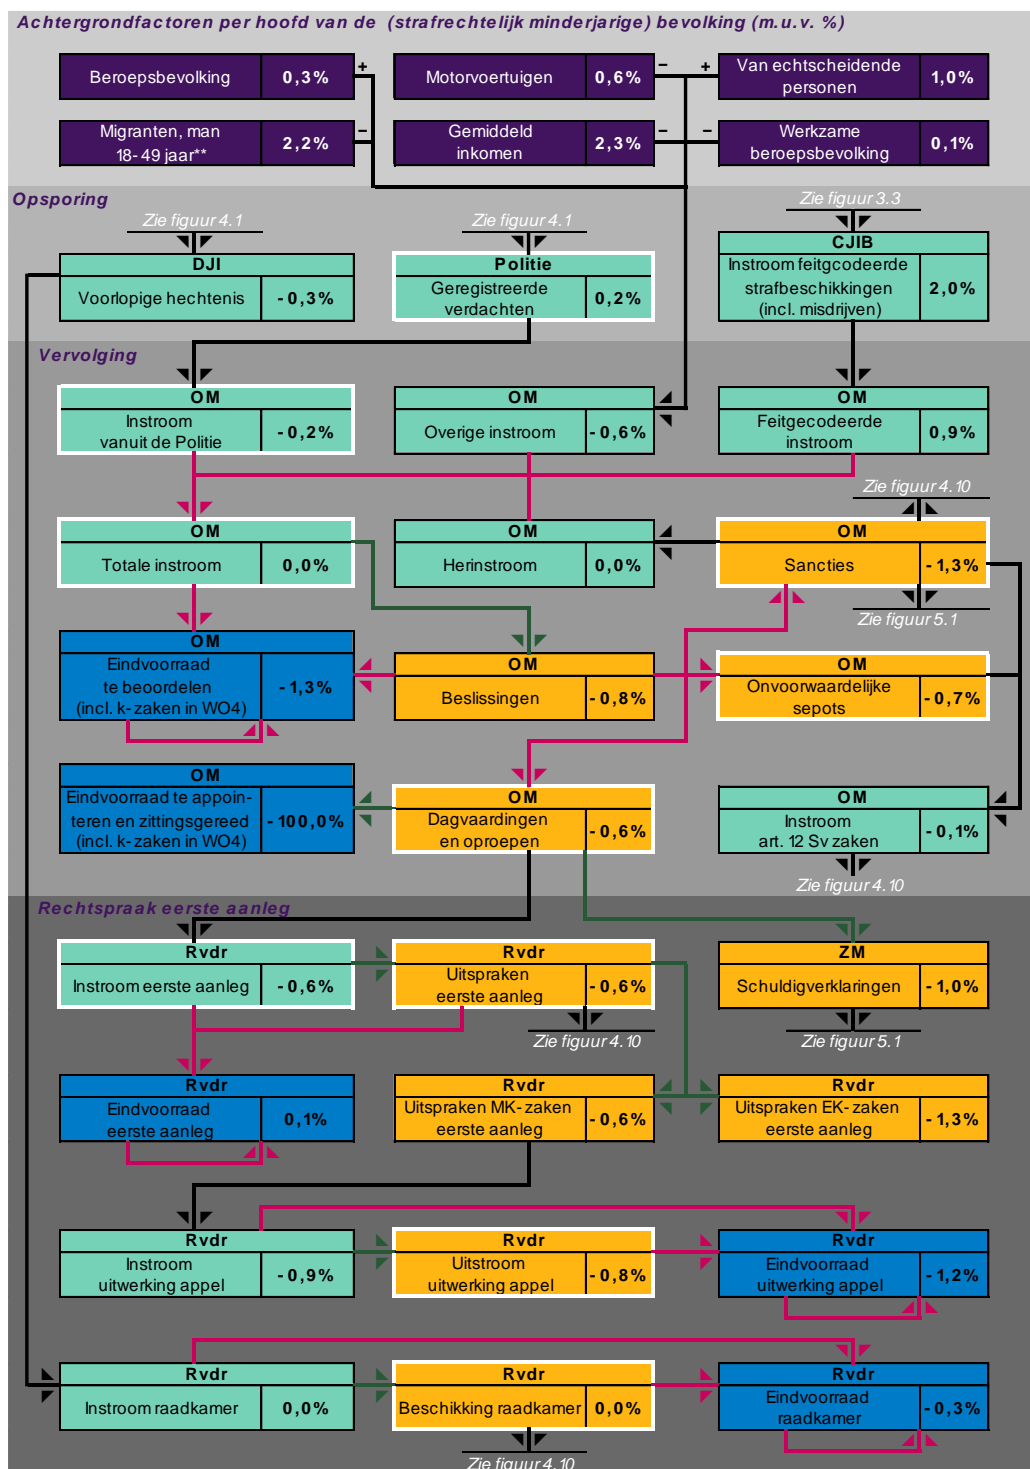 Achtergrondfactoren per hoofd van de (strafrechtelijk minderjarige) bevolking (m.u.v. %)
Beroepsbevolking 0,3% +
Motorvoertuigen 0,6% −
+ Van echtscheidende
personen 1,0%
Migranten, man
18-49 jaar** 2,2% −
Gemiddeld
inkomen 2,3% −
− Werkzame
beroepsbevolking 0,1%
Opsporing
Zie figuur 4.1
Zie figuur 4.1
Zie figuur 3.3
DJI
Voorlopige hechtenis -0,3%
Politie
Geregistreerde
verdachten 0,2%
CJIB
Instroom feitgcodeerde
strafbeschikkingen
(incl. misdrijven) 2,0%
Vervolging
OM
Instroom
vanuit de Politie -0,2%
OM
Overige instroom -0,6%
OM
Feitgecodeerde
instroom 0,9%
Zie figuur 4.10
OM
Totale instroom 0,0%
OM
Herinstroom 0,0%
OM
Sancties -1,3%
Zie figuur 5.1
OM
Eindvoorraad
te beoordelen
(incl. k-zaken in WO4) -1,3%
OM
Beslissingen -0,8%
OM
Onvoorwaardelijke
sepots -0,7%
OM
Eindvoorraad te appoin-
teren en zittingsgereed
(incl. k-zaken in WO4) -100,0%
OM
Dagvaardingen
en oproepen -0,6%
OM
Instroom
art. 12 Sv zaken -0,1%
Zie figuur 4.10
Rechtspraak eerste aanleg
Rvdr
Instroom eerste aanleg -0,6%
Rvdr
Uitspraken
eerste aanleg -0,6%
ZM
Schuldigverklaringen -1,0%
Zie figuur 4.10
Zie figuur 5.1
Rvdr
Eindvoorraad
eerste aanleg 0,1%
Rvdr
Uitspraken MK-zaken
eerste aanleg -0,6%
Rvdr
Uitspraken EK-zaken
eerste aanleg -1,3%
Rvdr
Instroom
uitwerking appel -0,9%
Rvdr
Uitstroom
uitwerking appel -0,8%
Rvdr
Eindvoorraad
uitwerking appel -1,2%
Rvdr
Instroom raadkamer 0,0%
Rvdr
Beschikking raadkamer 0,0%
Rvdr
Eindvoorraad
raadkamer -0,3%
Zie figuur 4.10